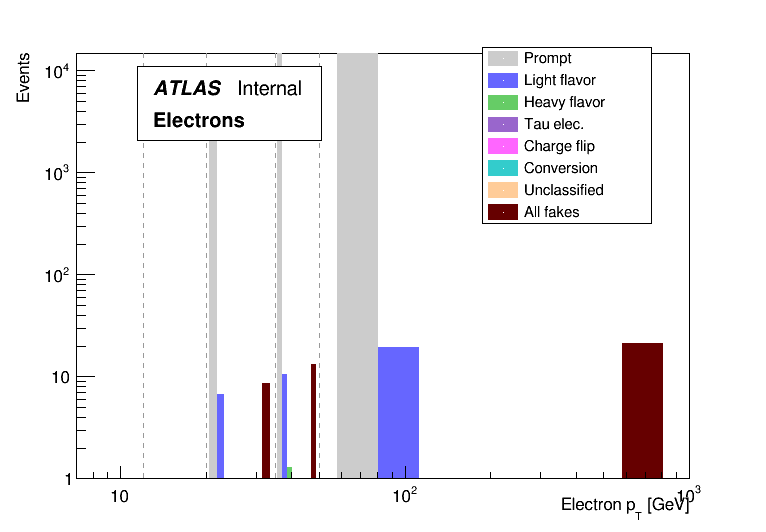 Events
10^4
10^3
10^2
10
1
ATLAS Internal
Electrons
Prompt
Light flavor
Heavy flavor
Tau elec.
Charge flip
Conversion
Unclassified
All fakes
10 10^2 10^3
Electron p_T [GeV]